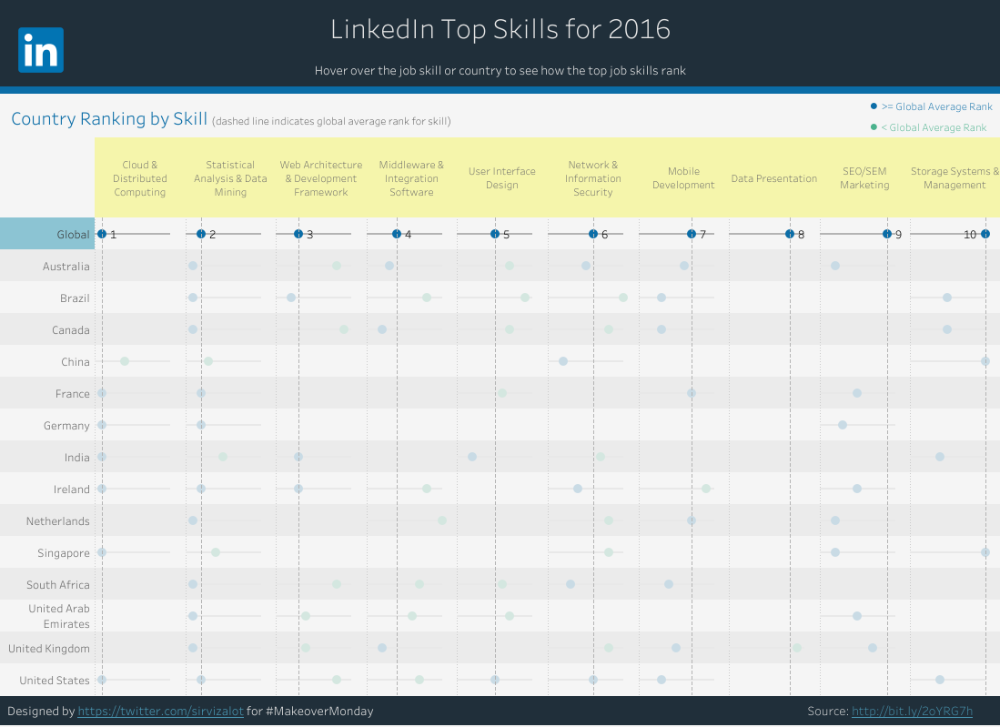 LinkedIn Top Skills for 2016
in
Hover over the job skill or country to see how the top job skills rank
Country Ranking by Skill (dashed line indicates global average rank for skill)
>= Global Average Rank
< Global Average Rank
Cloud &
Distributed
Computing
Statistical
Analysis & Data
Mining
Web Architecture
& Development
Framework
Middleware &
Integration
Software
User Interface
Design
Network &
Information
Security
Mobile
Development
Data Presentation
SEO/SEM
Marketing
Storage Systems &
Management
Global 1 2 3 4 5 6 7 8 9 10
Australia
Brazil
Canada
China
France
Germany
India
Ireland
Netherlands
Singapore
South Africa
United Arab
Emirates
United Kingdom
United States
Designed by https://twitter.com/sirvizalot for #MakeoverMonday
Source: http://bit.ly/2oYRG7h